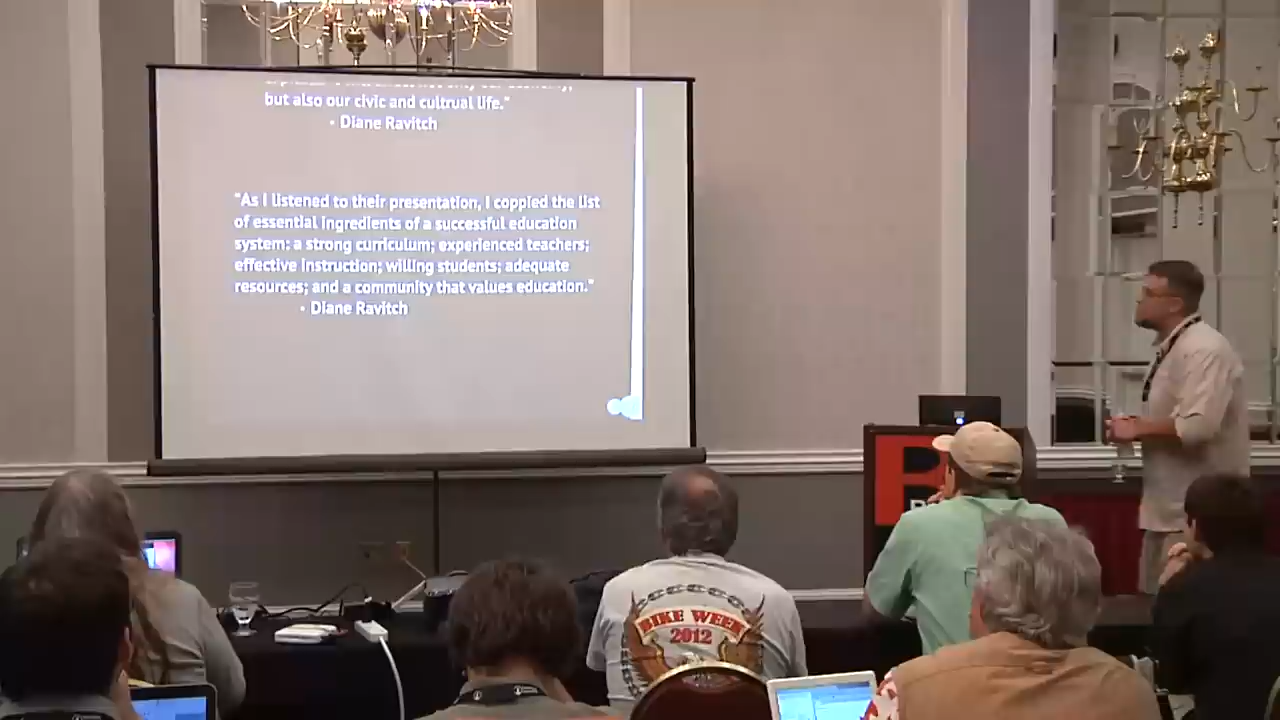 but also our civic and cultrual life."
- Diane Ravitch
"As I listened to their presentation, I coppied the list
of essential ingredients of a successful education
system: a strong curriculum; experienced teachers;
effective instruction; willing students; adequate
resources; and a community that values education."
- Diane Ravitch
BIKE WEEK
2012